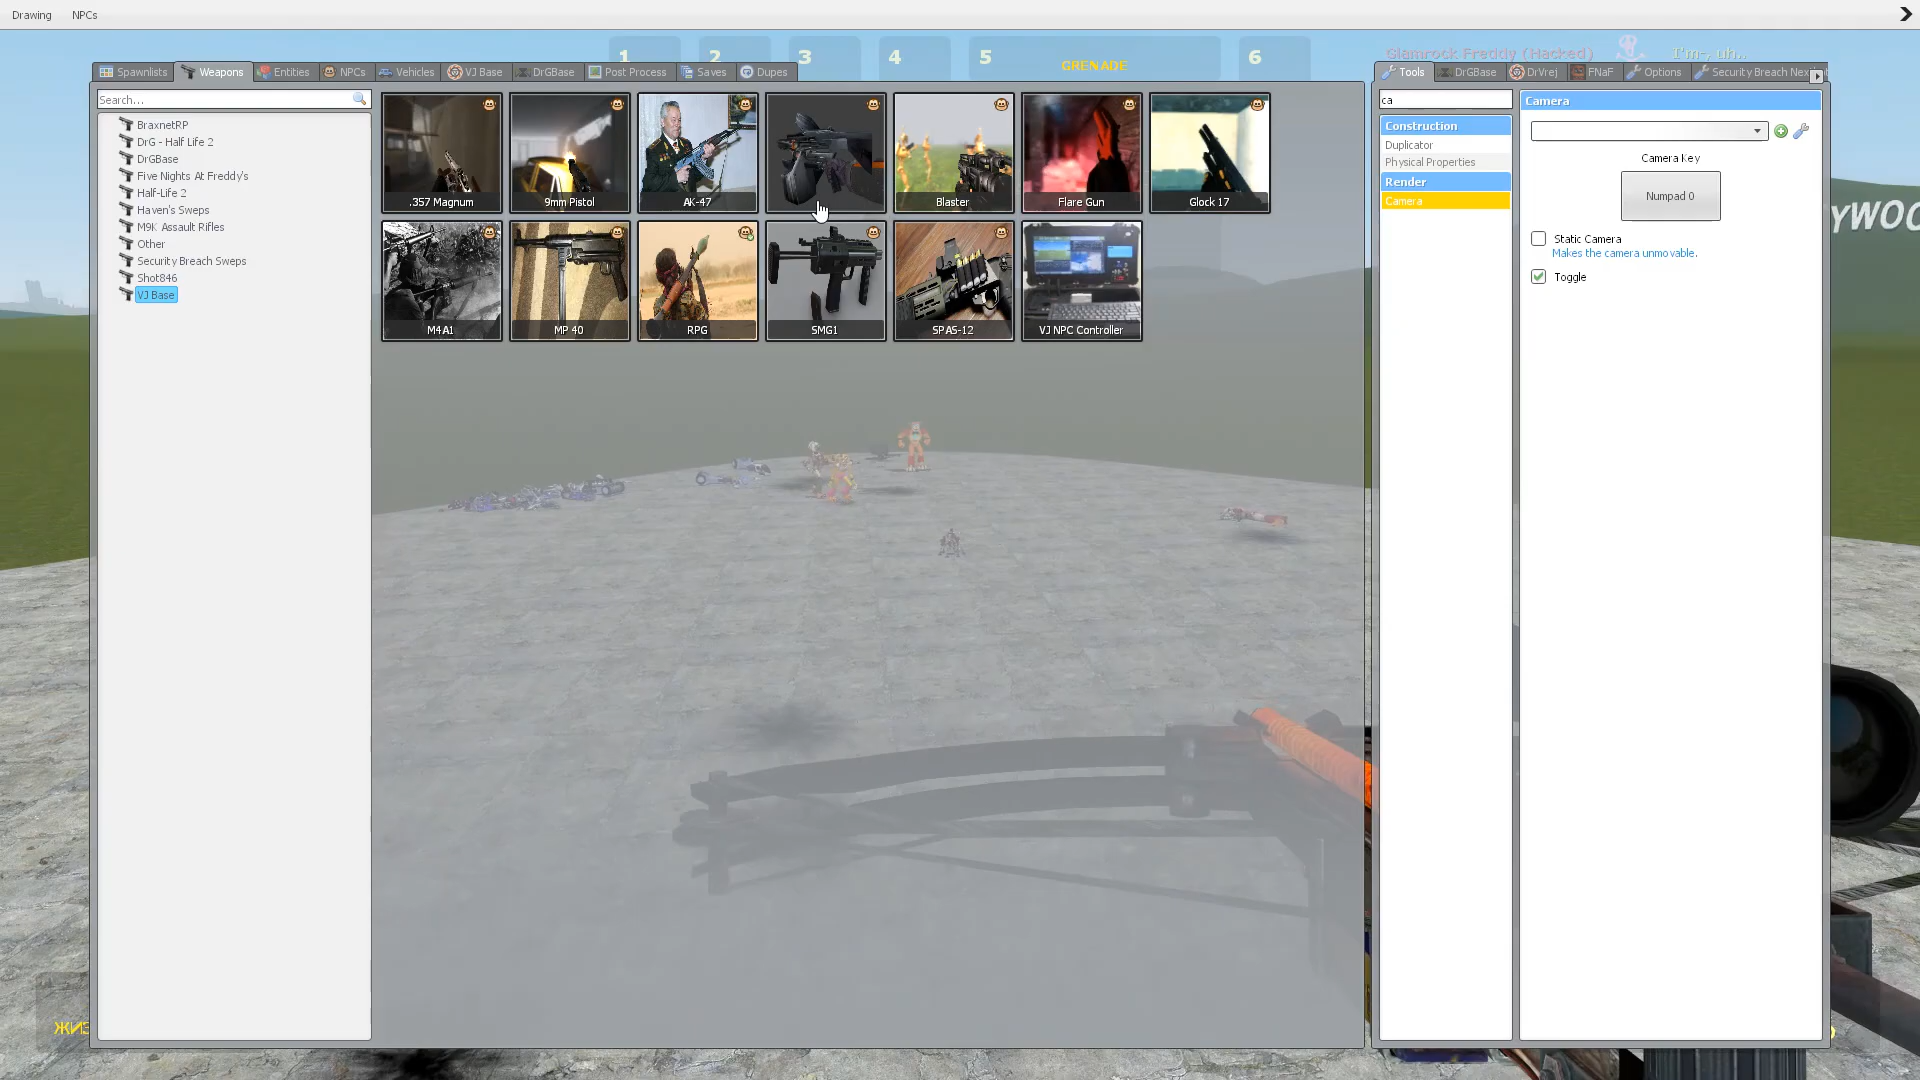 Drawing NPCs
1 2 3 4 5 GRENADE 6
Glamrock Freddy (Hacked) I'm-, uh..
Spawnlists Weapons Entities NPCs Vehicles VJ Base DrGBase Post Process Saves Dupes
Tools DrGBase DrVrej FNaF Options Security Breach
Search...
BraxnetRP
DrG - Half Life 2
DrGBase
Five Nights At Freddy's
Half-Life 2
Haven's Sweps
M9K Assault Rifles
Other
Security Breach Sweps
Shot846
VJ Base
.357 Magnum 9mm Pistol AK-47 Blaster Flare Gun Glock 17
M4A1 MP 40 RPG SMG1 SPAS-12 VJ NPC Controller
ca
Construction
Duplicator
Physical Properties
Render
Camera
Camera
Camera Key
Numpad 0
Static Camera
Makes the camera unmovable.
Toggle
YWOO
ЖИЗ